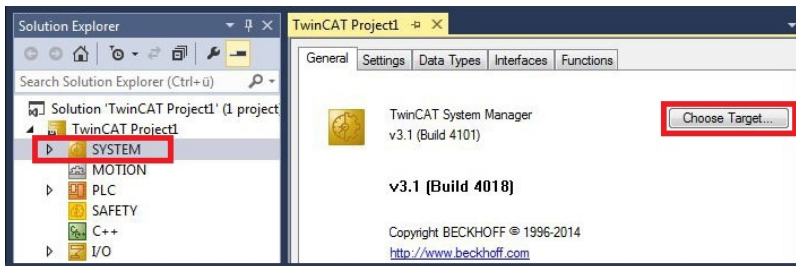 Solution Explorer
Search Solution Explorer (Ctrl+ü)
Solution 'TwinCAT Project1' (1 project
TwinCAT Project1
SYSTEM
MOTION
PLC
SAFETY
C++
I/O
TwinCAT Project1
General Settings Data Types Interfaces Functions
TwinCAT System Manager
v3.1 (Build 4101)
Choose Target...
v3.1 (Build 4018)
Copyright BECKHOFF © 1996-2014
http://www.beckhoff.com